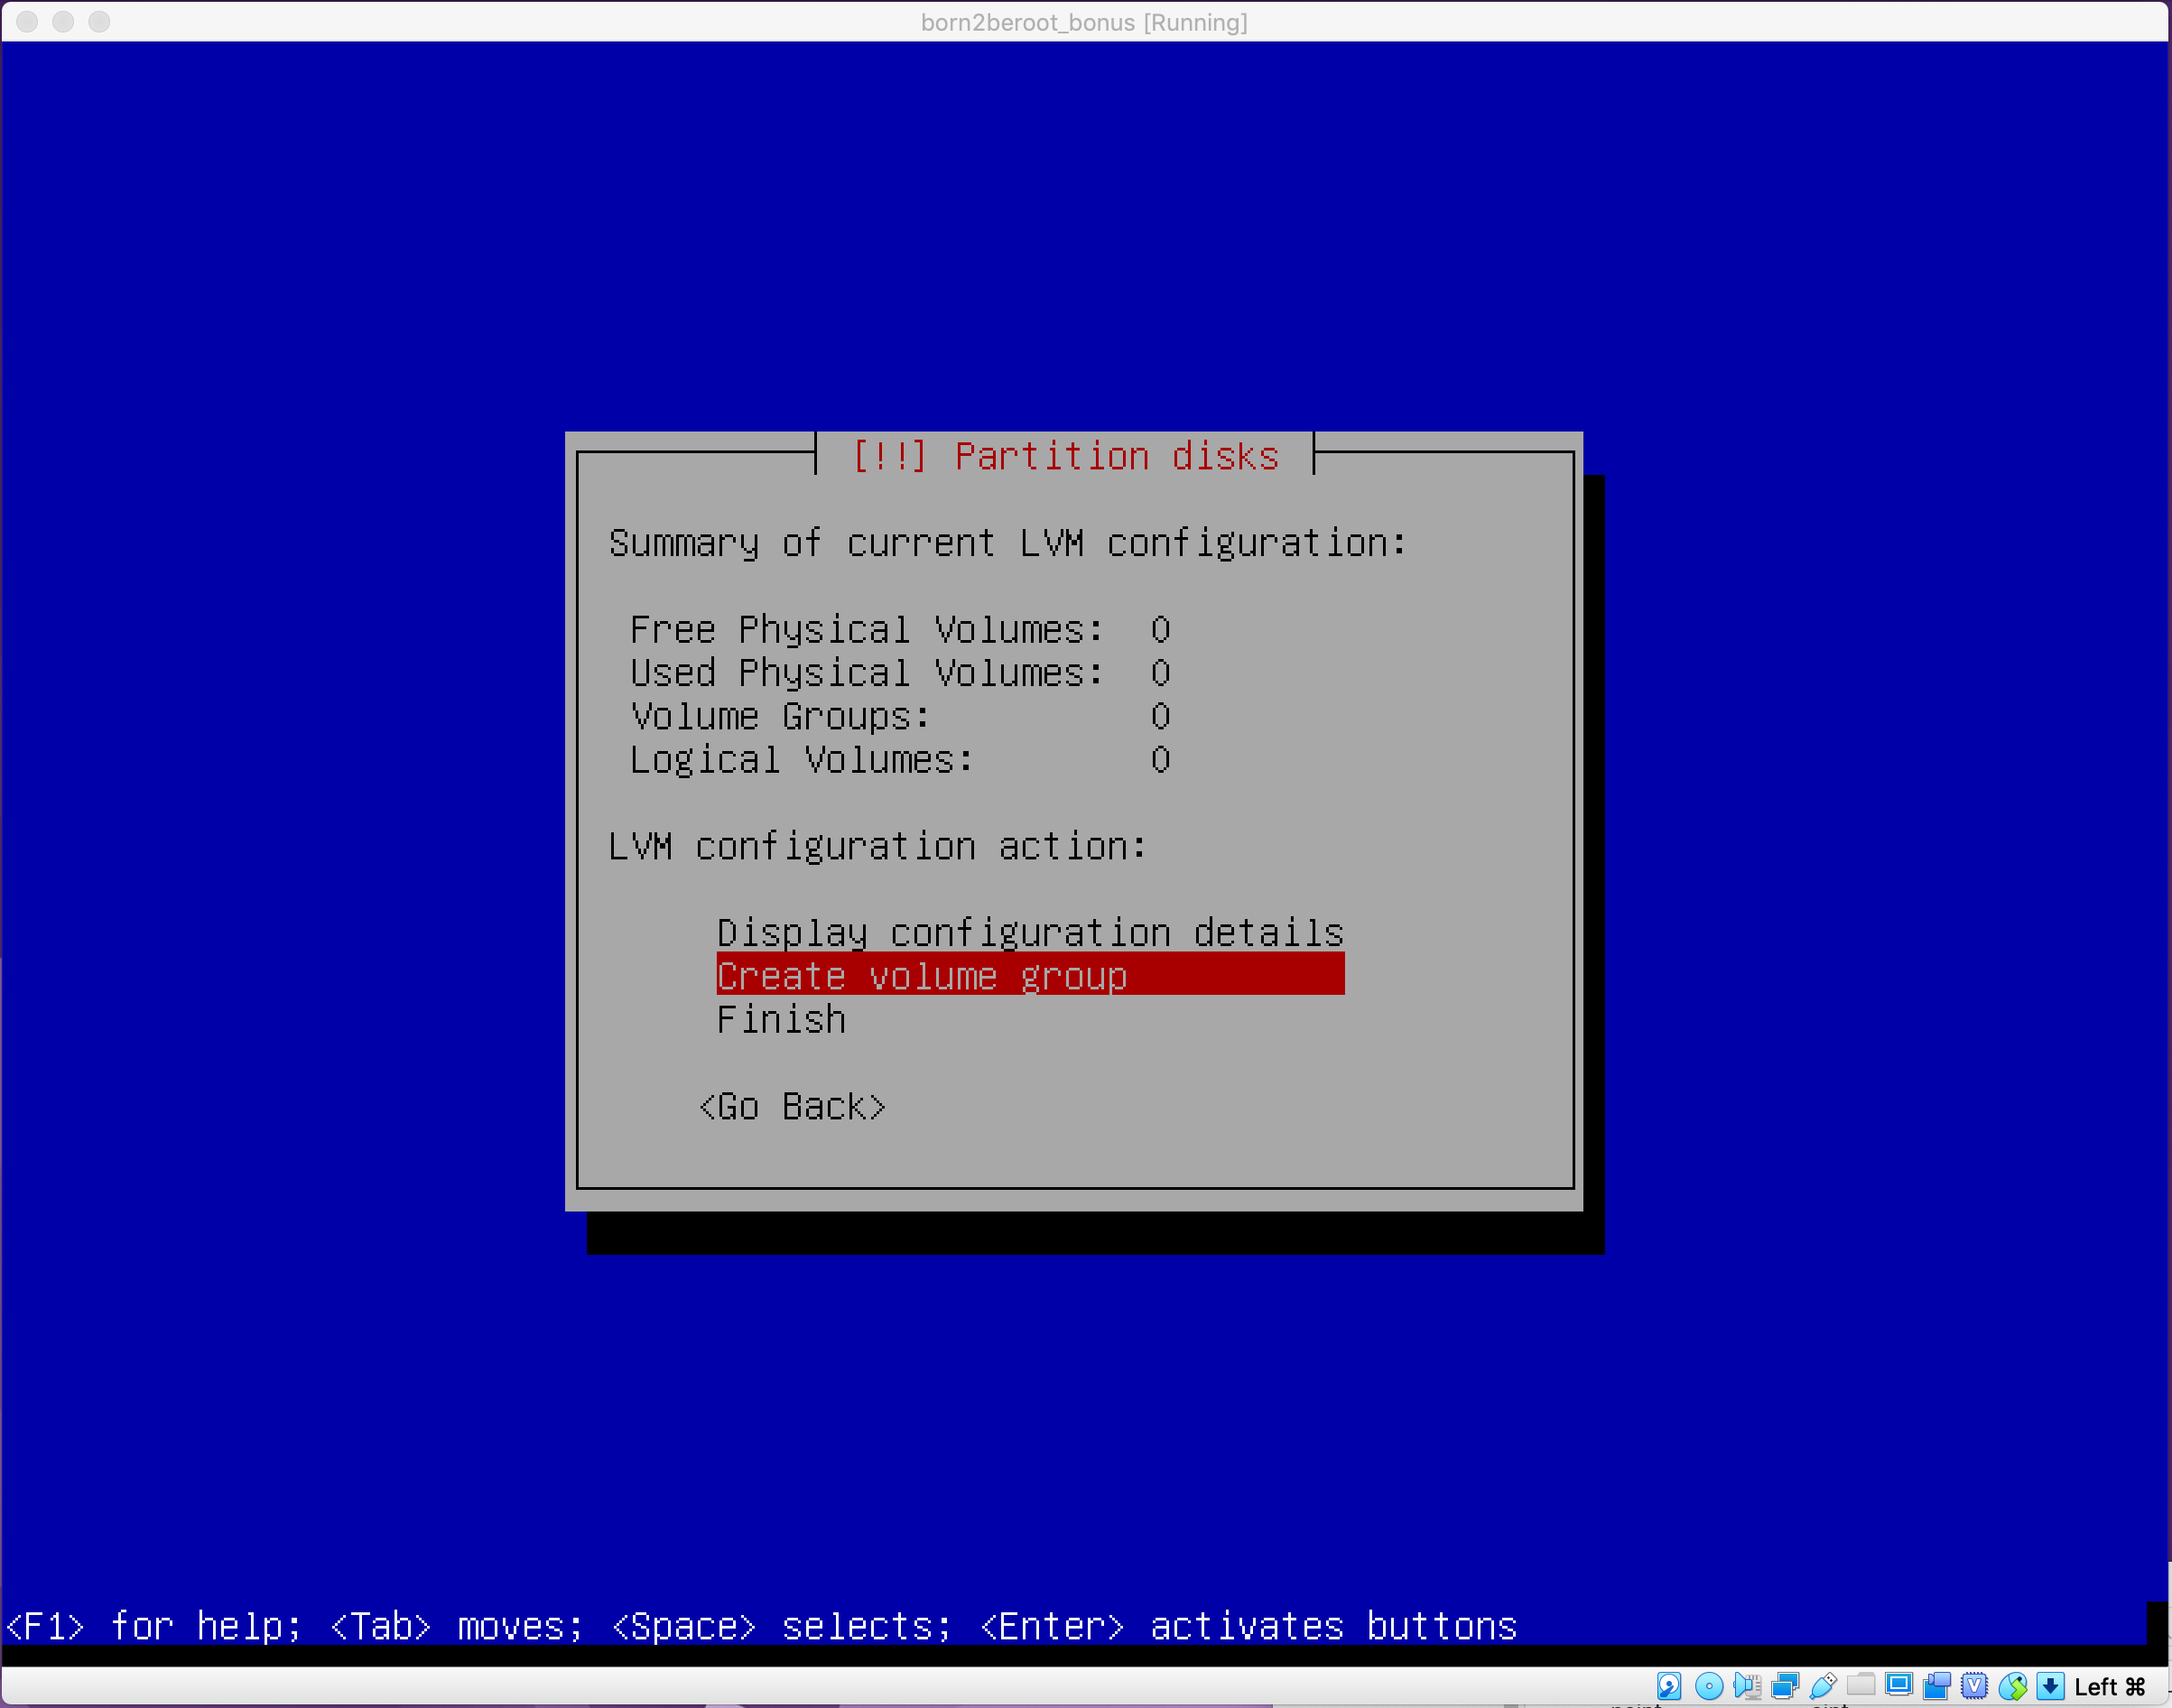 born2beroot_bonus [Running]
[!!] Partition disks
Summary of current LVM configuration:
Free Physical Volumes: 0
Used Physical Volumes: 0
Volume Groups: 0
Logical Volumes: 0
LVM configuration action:
Display configuration details
Create volume group
Finish
<Go Back>
<F1> for help; <Tab> moves; <Space> selects; <Enter> activates buttons
Left ⌘